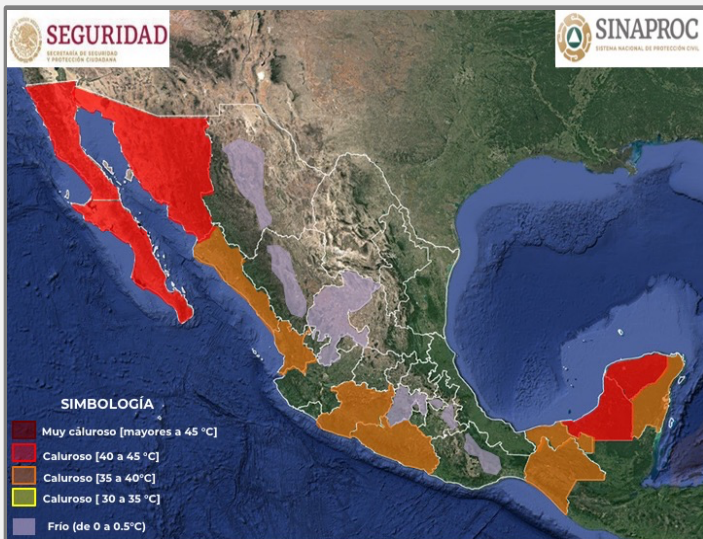 SEGURIDAD
SECRETARÍA DE SEGURIDAD
Y PROTECCIÓN CIUDADANA
SINAPROC
SISTEMA NACIONAL DE PROTECCIÓN CIVIL
SIMBOLOGÍA
Muy cáluroso [mayores a 45 °C]
Caluroso [40 a 45 °C]
Caluroso [35 a 40°C]
Caluroso [ 30 a 35 °C]
Frío (de 0 a 0.5°C)